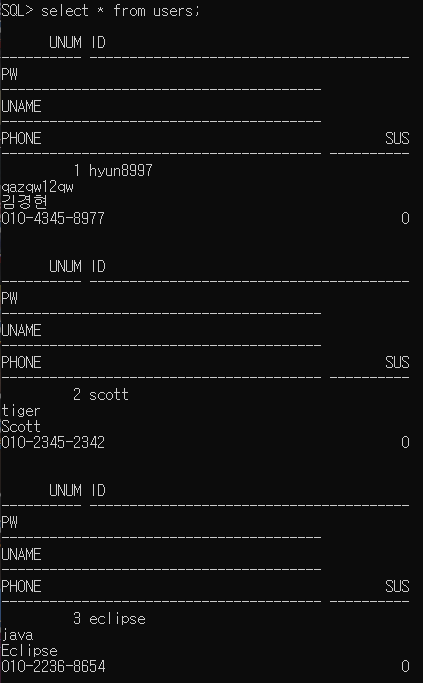 SQL> select * from users;
UNUM ID
---------- ----------------------------------------
PW
----------------------------------------
UNAME
----------------------------------------
PHONE SUS
---------------------------------------- ----------
1 hyun8997
qazqw12qw
김경현
010-4345-8977 0
UNUM ID
---------- ----------------------------------------
PW
----------------------------------------
UNAME
----------------------------------------
PHONE SUS
---------------------------------------- ----------
2 scott
tiger
Scott
010-2345-2342 0
UNUM ID
---------- ----------------------------------------
PW
----------------------------------------
UNAME
----------------------------------------
PHONE SUS
---------------------------------------- ----------
3 eclipse
java
Eclipse
010-2236-8654 0